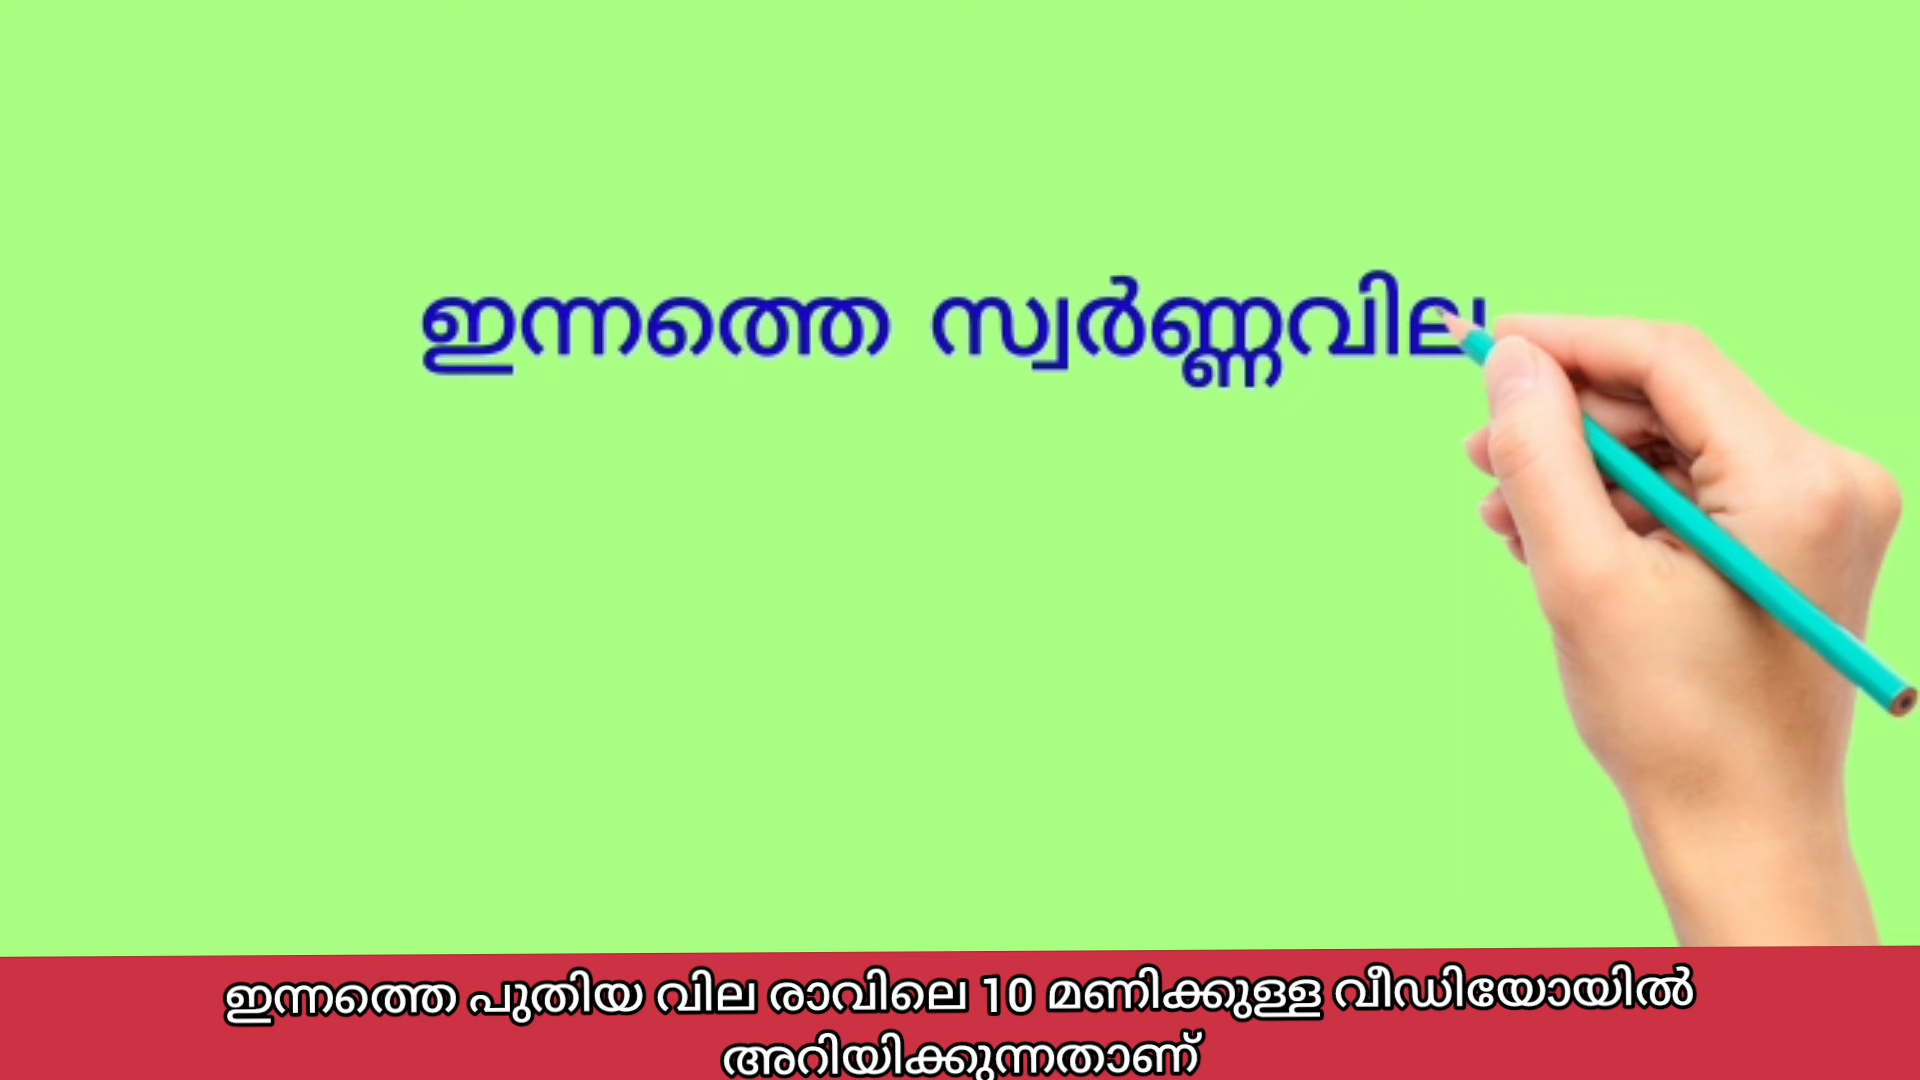 ഇന്നത്തെ സ്വർണ്ണവില
ഇന്നത്തെ പുതിയ വില രാവിലെ 10 മണിക്കുള്ള വീഡിയോയിൽ
അറിയിക്കുന്നതാണ്